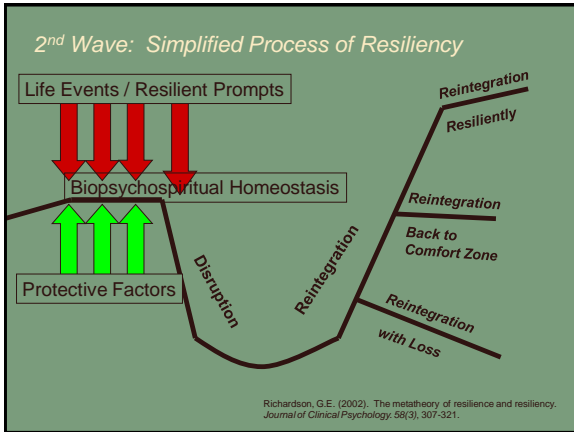 2nd Wave: Simplified Process of Resiliency
Life Events / Resilient Prompts
Biopsychospiritual Homeostasis
Protective Factors
Disruption
Reintegration
Reintegration
Resiliently
Reintegration
Back to
Comfort Zone
Reintegration
with Loss
Richardson, G.E. (2002). The metatheory of resilience and resiliency.
Journal of Clinical Psychology. 58(3), 307-321.